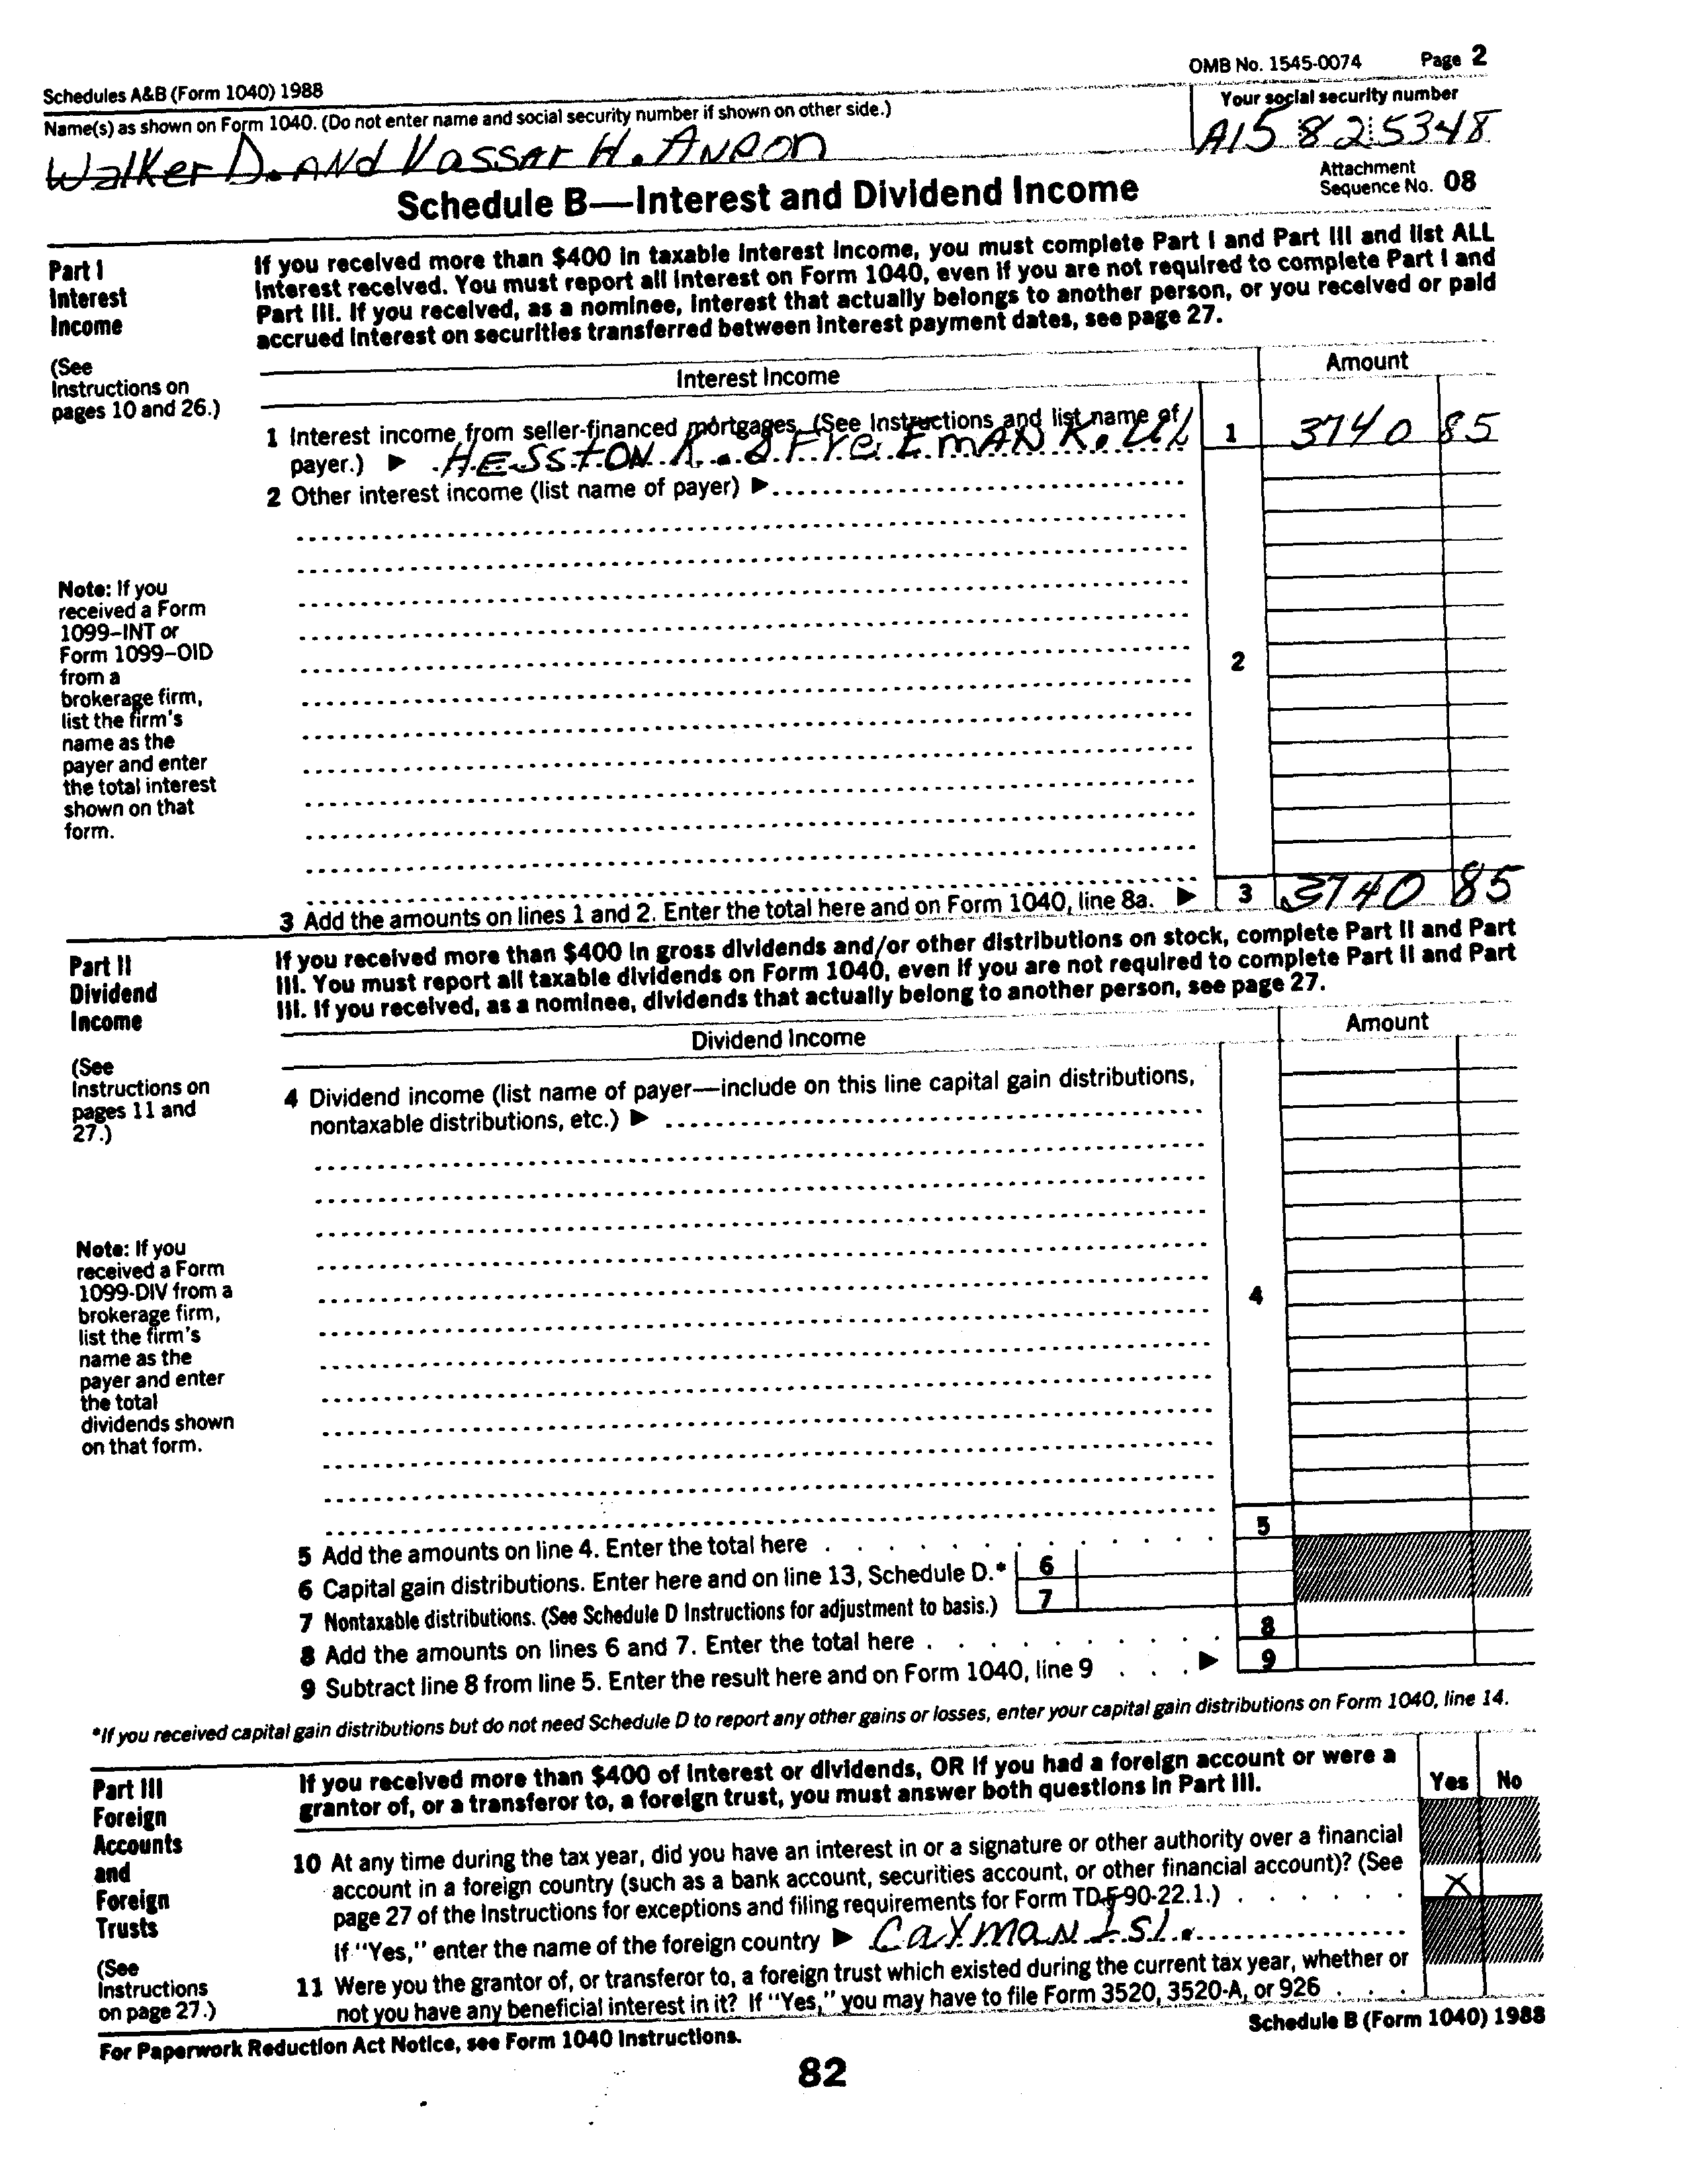 Schedules A&B (Form 1040) 1988
OMB No. 1545-0074 Page 2
Name(s) as shown on Form 1040. (Do not enter name and social security number if shown on other side.)
Your social security number
Walker D. AND Vassar H. ANRON
A15 82 5348
Attachment
Sequence No. 08
Schedule B—Interest and Dividend Income
Part I
Interest
Income
(See
Instructions on
pages 10 and 26.)
If you received more than $400 in taxable interest income, you must complete Part I and Part III and list ALL
interest received. You must report all interest on Form 1040, even if you are not required to complete Part I and
Part III. If you received, as a nominee, interest that actually belongs to another person, or you received or paid
accrued interest on securities transferred between interest payment dates, see page 27.
Interest Income
Amount
1 Interest income from seller-financed mortgages. (See Instructions and list name of
payer.) ► HESSTON K. & FREEMAN K.
1 3740 85
2 Other interest income (list name of payer) ►
Note: If you
received a Form
1099-INT or
Form 1099-OID
from a
brokerage firm,
list the firm's
name as the
payer and enter
the total interest
shown on that
form.
2
3 Add the amounts on lines 1 and 2. Enter the total here and on Form 1040, line 8a. ► 3 3740 85
Part II
Dividend
Income
(See
Instructions on
pages 11 and
27.)
If you received more than $400 in gross dividends and/or other distributions on stock, complete Part II and Part
III. You must report all taxable dividends on Form 1040, even if you are not required to complete Part II and Part
III. If you received, as a nominee, dividends that actually belong to another person, see page 27.
Dividend Income
Amount
4 Dividend income (list name of payer—include on this line capital gain distributions,
nontaxable distributions, etc.) ►
Note: If you
received a Form
1099-DIV from a
brokerage firm,
list the firm's
name as the
payer and enter
the total
dividends shown
on that form.
4
5 Add the amounts on line 4. Enter the total here 5
6 Capital gain distributions. Enter here and on line 13, Schedule D.* 6
7 Nontaxable distributions. (See Schedule D Instructions for adjustment to basis.) 7
8 Add the amounts on lines 6 and 7. Enter the total here 8
9 Subtract line 8 from line 5. Enter the result here and on Form 1040, line 9 ► 9
*If you received capital gain distributions but do not need Schedule D to report any other gains or losses, enter your capital gain distributions on Form 1040, line 14.
Part III
Foreign
Accounts
and
Foreign
Trusts
(See
Instructions
on page 27.)
If you received more than $400 of interest or dividends, OR if you had a foreign account or were a
grantor of, or a transferor to, a foreign trust, you must answer both questions in Part III.
Yes No
10 At any time during the tax year, did you have an interest in or a signature or other authority over a financial
account in a foreign country (such as a bank account, securities account, or other financial account)? (See
page 27 of the Instructions for exceptions and filing requirements for Form TD F 90-22.1.) X
If "Yes," enter the name of the foreign country ► CaYMAN Isl.
11 Were you the grantor of, or transferor to, a foreign trust which existed during the current tax year, whether or
not you have any beneficial interest in it? If "Yes," you may have to file Form 3520, 3520-A, or 926
For Paperwork Reduction Act Notice, see Form 1040 Instructions.
Schedule B (Form 1040) 1988
82